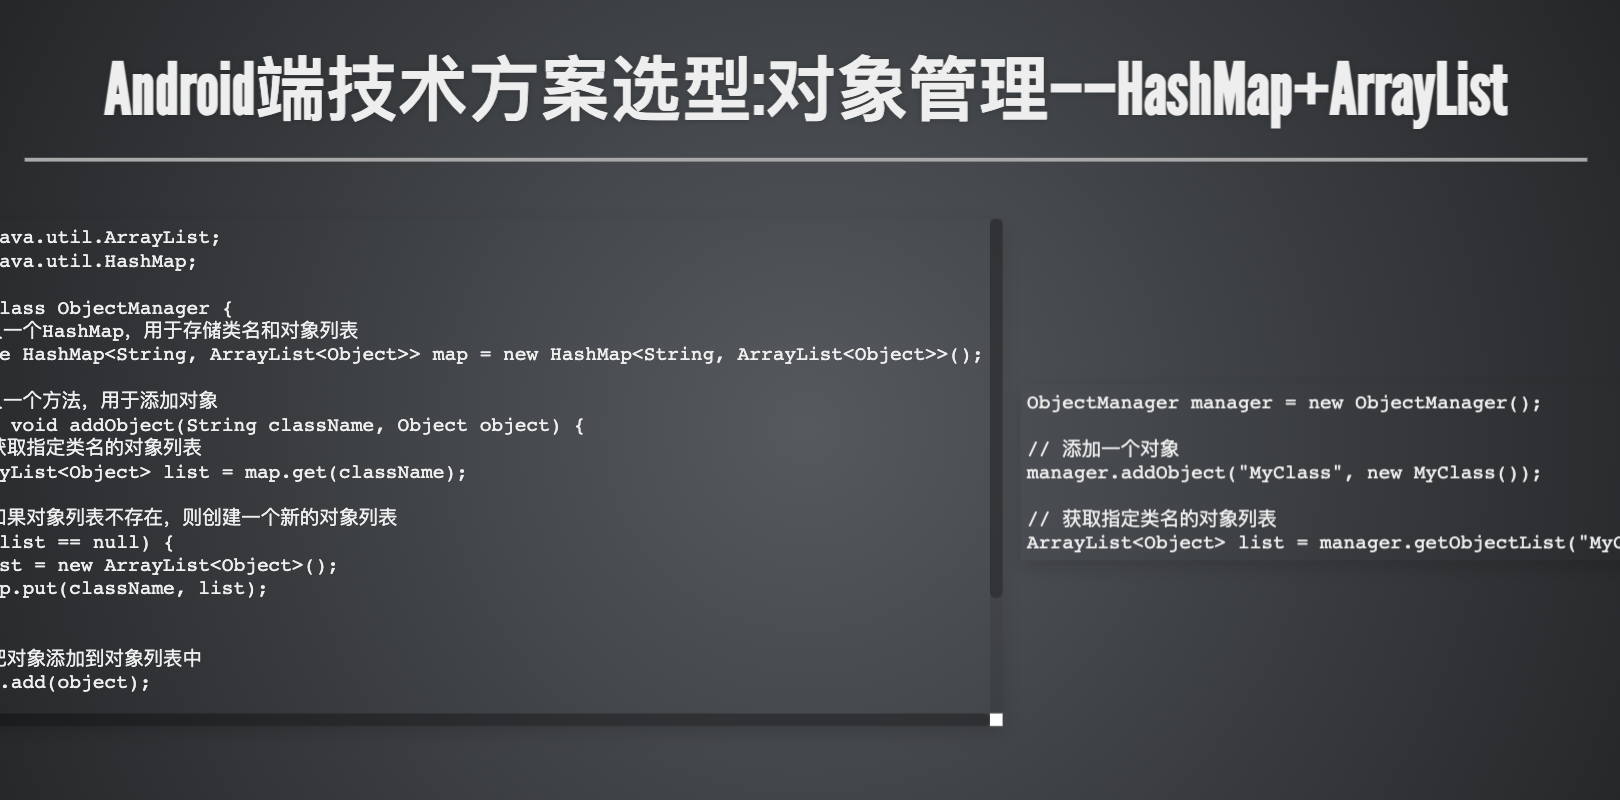 Android端技术方案选型:对象管理——HashMap+ArrayList
ava.util.ArrayList;
ava.util.HashMap;
lass ObjectManager {
一个HashMap，用于存储类名和对象列表
e HashMap<String, ArrayList<Object>> map = new HashMap<String, ArrayList<Object>>();
一个方法，用于添加对象
void addObject(String className, Object object) {
获取指定类名的对象列表
yList<Object> list = map.get(className);
如果对象列表不存在，则创建一个新的对象列表
list == null) {
st = new ArrayList<Object>();
p.put(className, list);
把对象添加到对象列表中
.add(object);
ObjectManager manager = new ObjectManager();
// 添加一个对象
manager.addObject("MyClass", new MyClass());
// 获取指定类名的对象列表
ArrayList<Object> list = manager.getObjectList("MyC